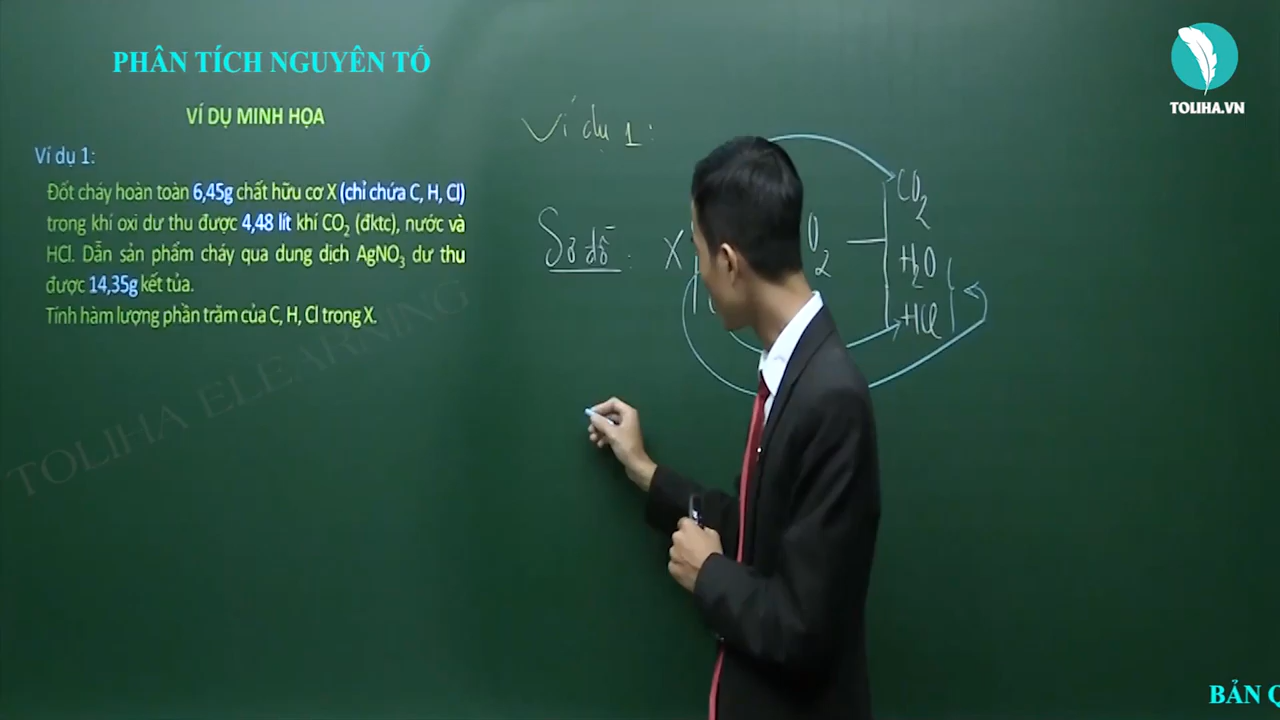 PHÂN TÍCH NGUYÊN TỐ
TOLIHA.VN
VÍ DỤ MINH HỌA
Ví dụ 1:
Đốt cháy hoàn toàn 6,45g chất hữu cơ X (chỉ chứa C, H, Cl)
trong khí oxi dư thu được 4,48 lít khí CO₂ (đktc), nước và
HCl. Dẫn sản phẩm cháy qua dung dịch AgNO₃ dư thu
được 14,35g kết tủa.
Tính hàm lượng phần trăm của C, H, Cl trong X.
TOLIHA ELEARNING
Ví dụ 1:
CO₂
Sơ đồ: X O₂
H₂O
HCl
BẢN